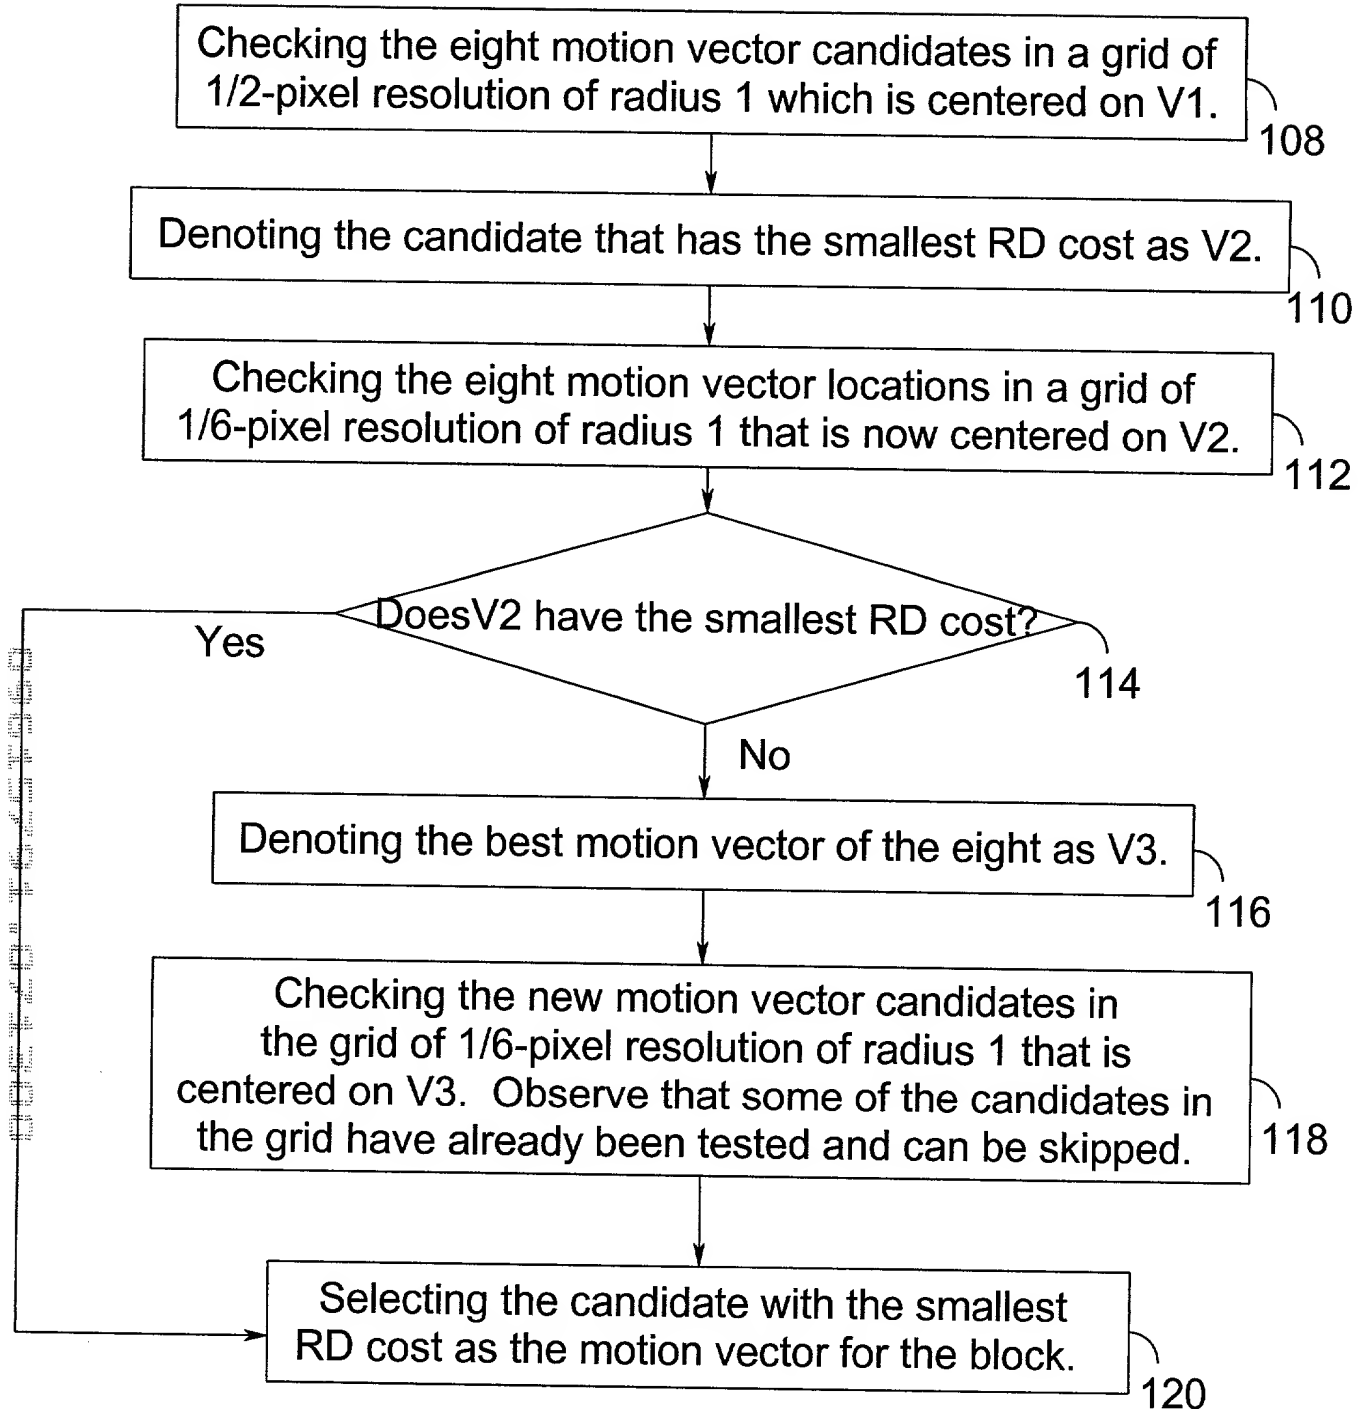 Checking the eight motion vector candidates in a grid of
1/2-pixel resolution of radius 1 which is centered on V1.
108
Denoting the candidate that has the smallest RD cost as V2.
110
Checking the eight motion vector locations in a grid of
1/6-pixel resolution of radius 1 that is now centered on V2.
112
DoesV2 have the smallest RD cost?
Yes
114
No
Denoting the best motion vector of the eight as V3.
116
Checking the new motion vector candidates in
the grid of 1/6-pixel resolution of radius 1 that is
centered on V3. Observe that some of the candidates in
the grid have already been tested and can be skipped.
118
Selecting the candidate with the smallest
RD cost as the motion vector for the block.
120